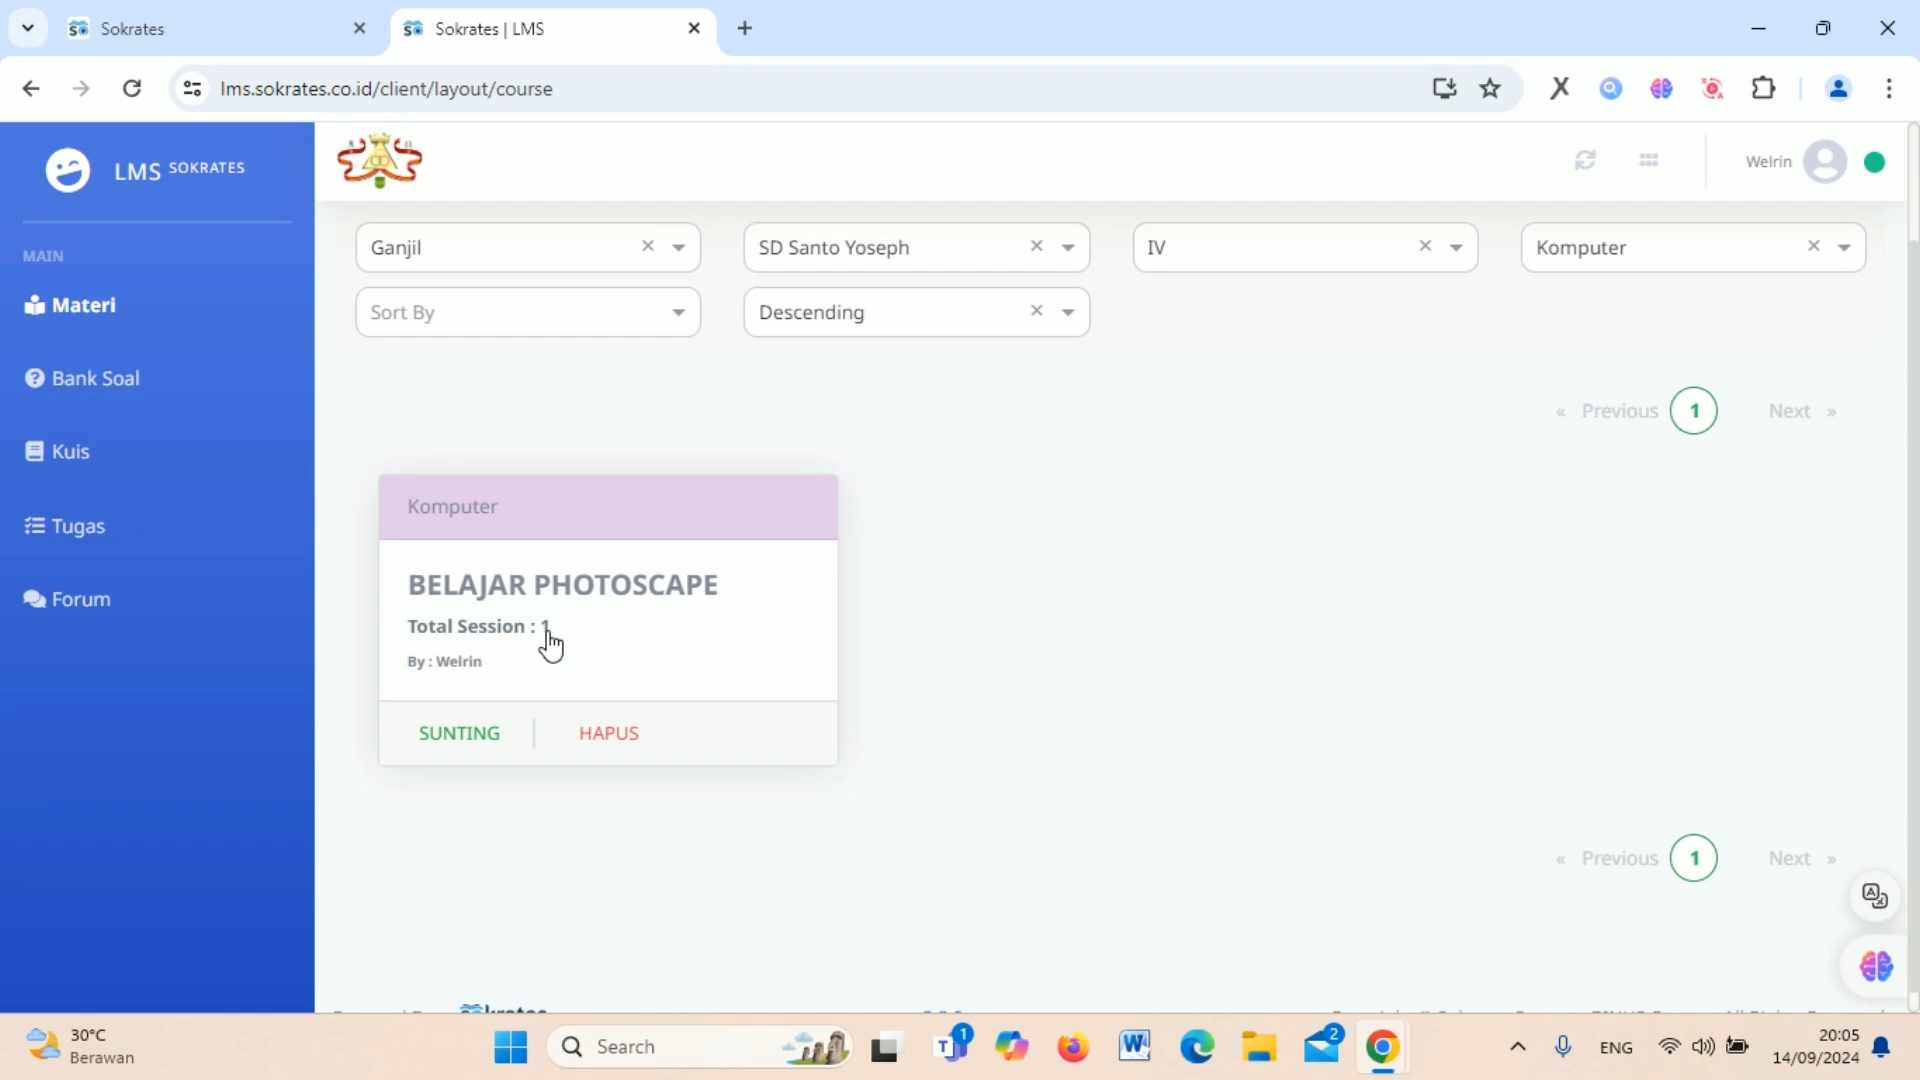 Sokrates
Sokrates | LMS
lms.sokrates.co.id/client/layout/course
LMS SOKRATES
Welrin
MAIN
Materi
Bank Soal
Kuis
Tugas
Forum
Ganjil
SD Santo Yoseph
IV
Komputer
Sort By
Descending
« Previous 1 Next »
Komputer
BELAJAR PHOTOSCAPE
Total Session : 1
By : Welrin
SUNTING
HAPUS
« Previous 1 Next »
30°C
Berawan
Search
1
2
ENG
20:05
14/09/2024